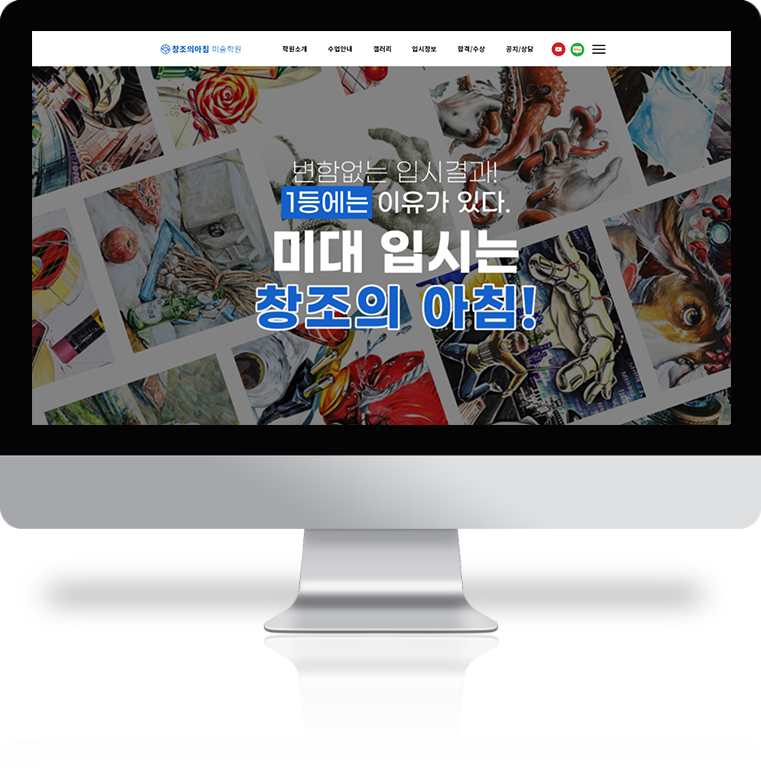 창조의아침 미술학원
학원소개 수업안내 갤러리 입시정보 합격/수상 공지/상담
변함없는 입시결과!
1등에는 이유가 있다.
미대 입시는
창조의 아침!